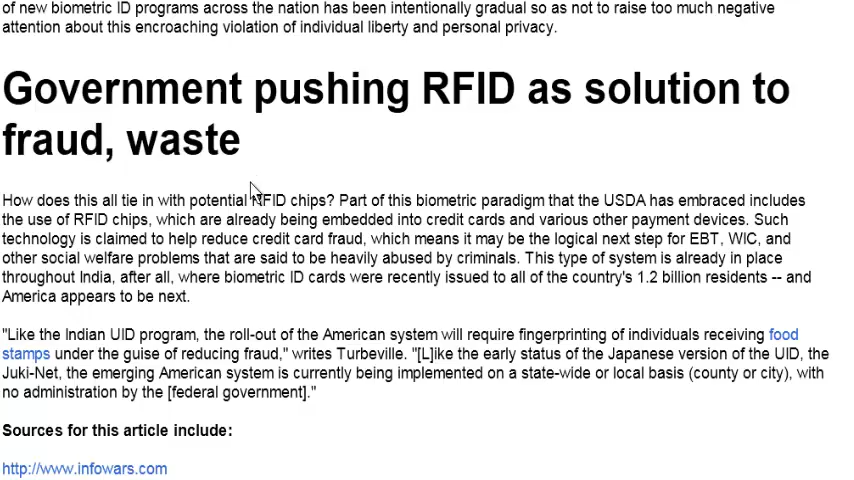 of new biometric ID programs across the nation has been intentionally gradual so as not to raise too much negative
attention about this encroaching violation of individual liberty and personal privacy.
Government pushing RFID as solution to
fraud, waste
How does this all tie in with potential RFID chips? Part of this biometric paradigm that the USDA has embraced includes
the use of RFID chips, which are already being embedded into credit cards and various other payment devices. Such
technology is claimed to help reduce credit card fraud, which means it may be the logical next step for EBT, WIC, and
other social welfare problems that are said to be heavily abused by criminals. This type of system is already in place
throughout India, after all, where biometric ID cards were recently issued to all of the country's 1.2 billion residents -- and
America appears to be next.
"Like the Indian UID program, the roll-out of the American system will require fingerprinting of individuals receiving food
stamps under the guise of reducing fraud," writes Turbeville. "[L]ike the early status of the Japanese version of the UID, the
Juki-Net, the emerging American system is currently being implemented on a state-wide or local basis (county or city), with
no administration by the [federal government]."
Sources for this article include:
http://www.infowars.com